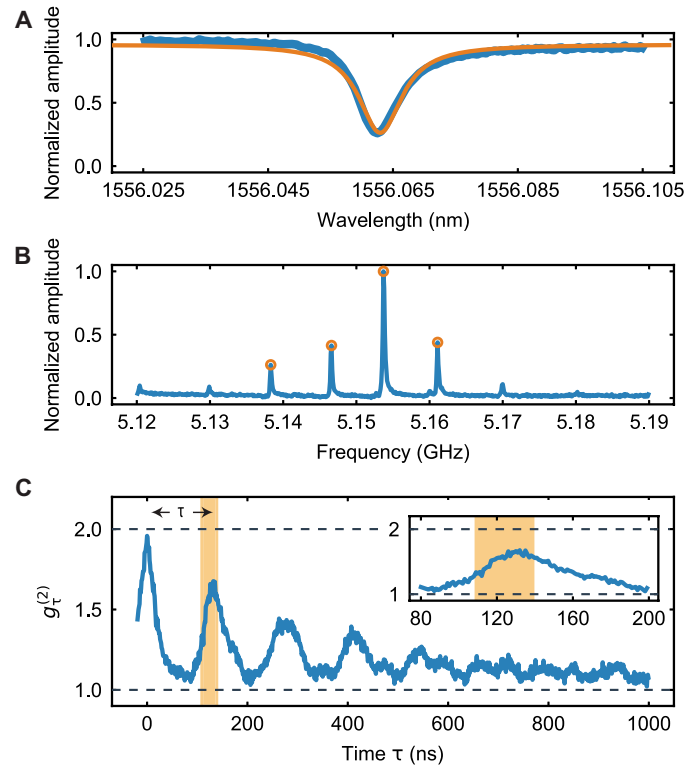 A
Normalized amplitude
1.0
0.5
0.0
1556.025 1556.045 1556.065 1556.085 1556.105
Wavelength (nm)
B
Normalized amplitude
1.0
0.5
0.0
5.12 5.13 5.14 5.15 5.16 5.17 5.18 5.19
Frequency (GHz)
C
g_τ^(2)
2.0
1.5
1.0
τ
2
1
80 120 160 200
0 200 400 600 800 1000
Time τ (ns)